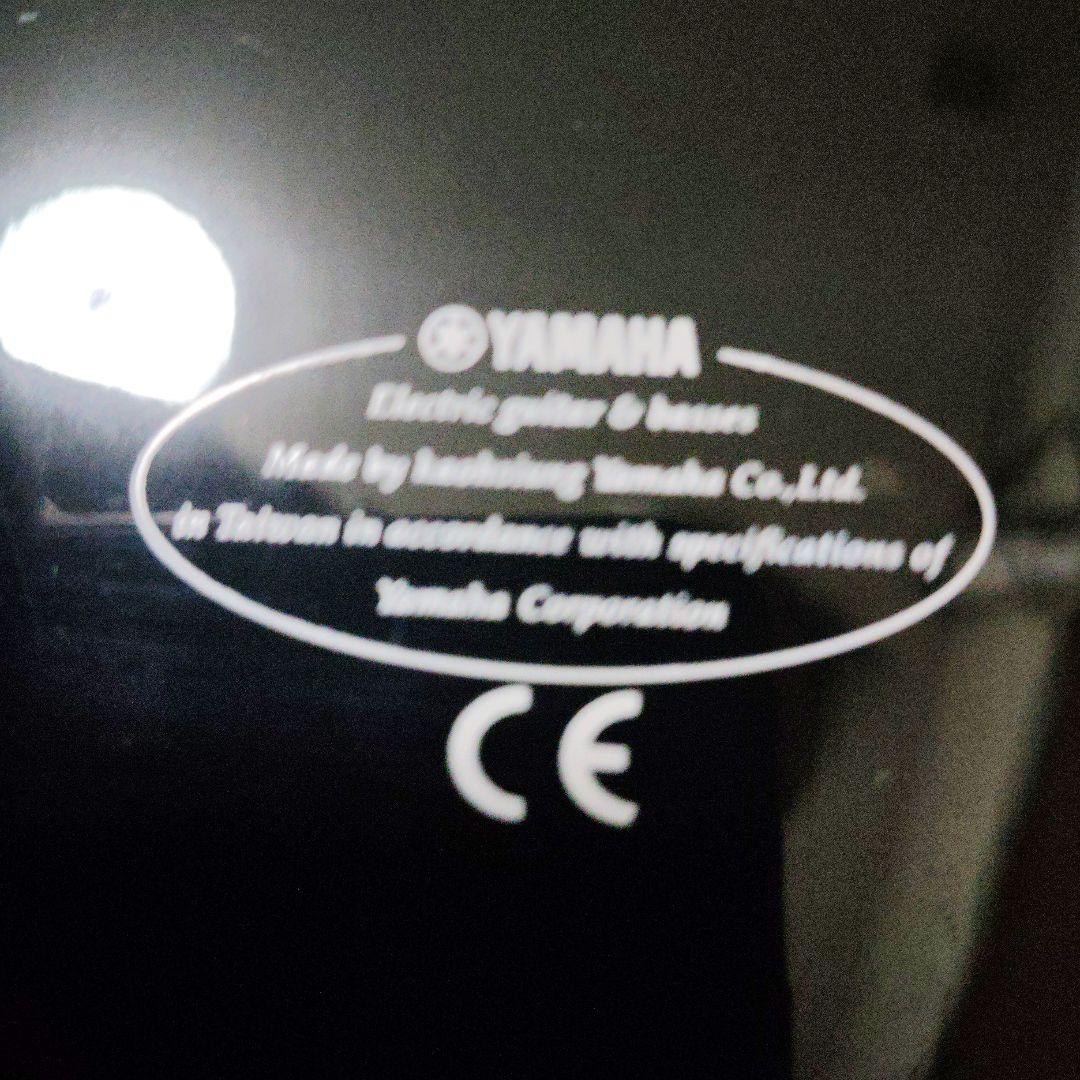 YAMAHA
Electric guitar & basses
Made by kaohsiung Yamaha Co.,Ltd.
in Taiwan in accordance with specifications of
Yamaha Corporation
CE